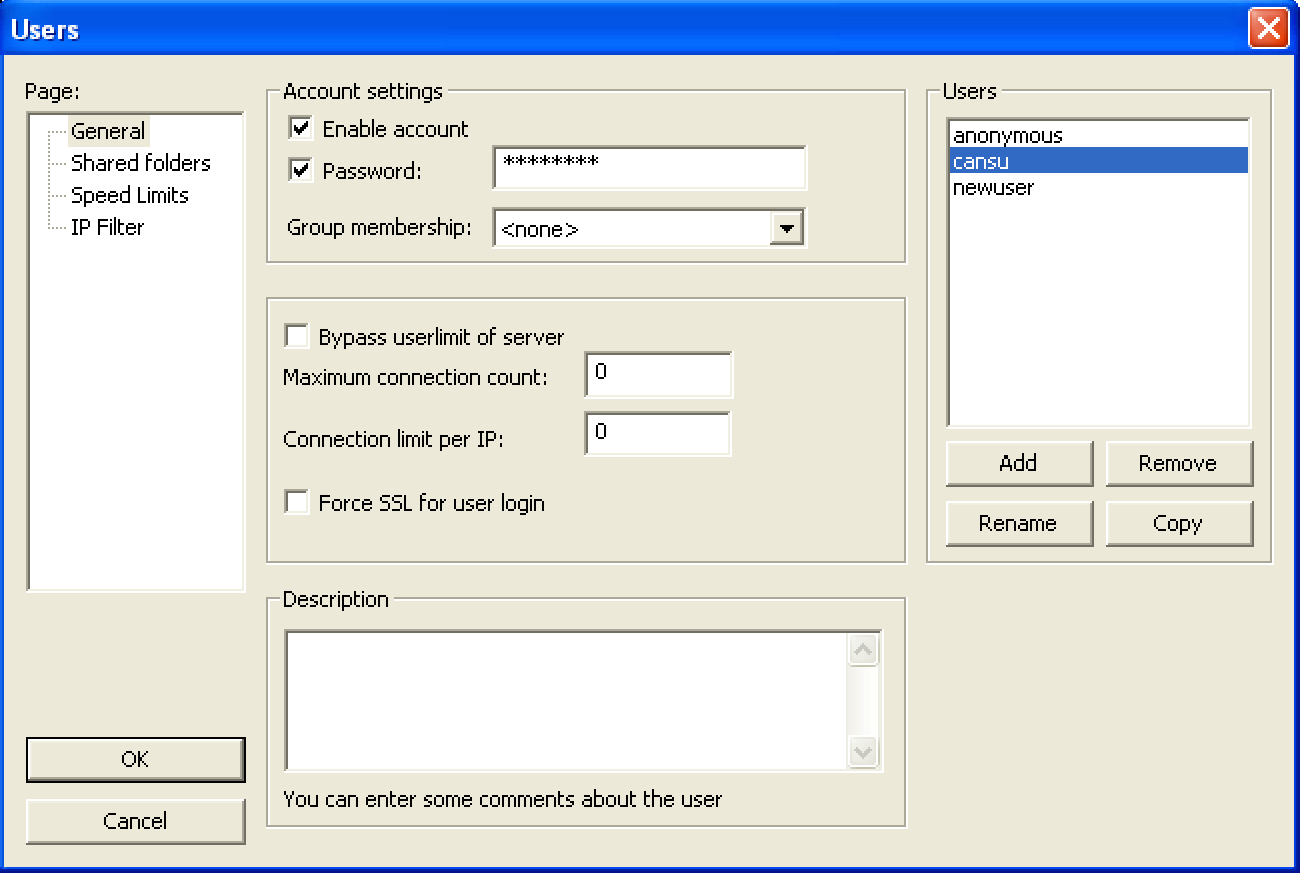 Users
Page:
General
Shared folders
Speed Limits
IP Filter
OK
Cancel
Account settings
Enable account
Password: ********
Group membership: <none>
Bypass userlimit of server
Maximum connection count: 0
Connection limit per IP: 0
Force SSL for user login
Description
You can enter some comments about the user
Users
anonymous
cansu
newuser
Add Remove
Rename Copy